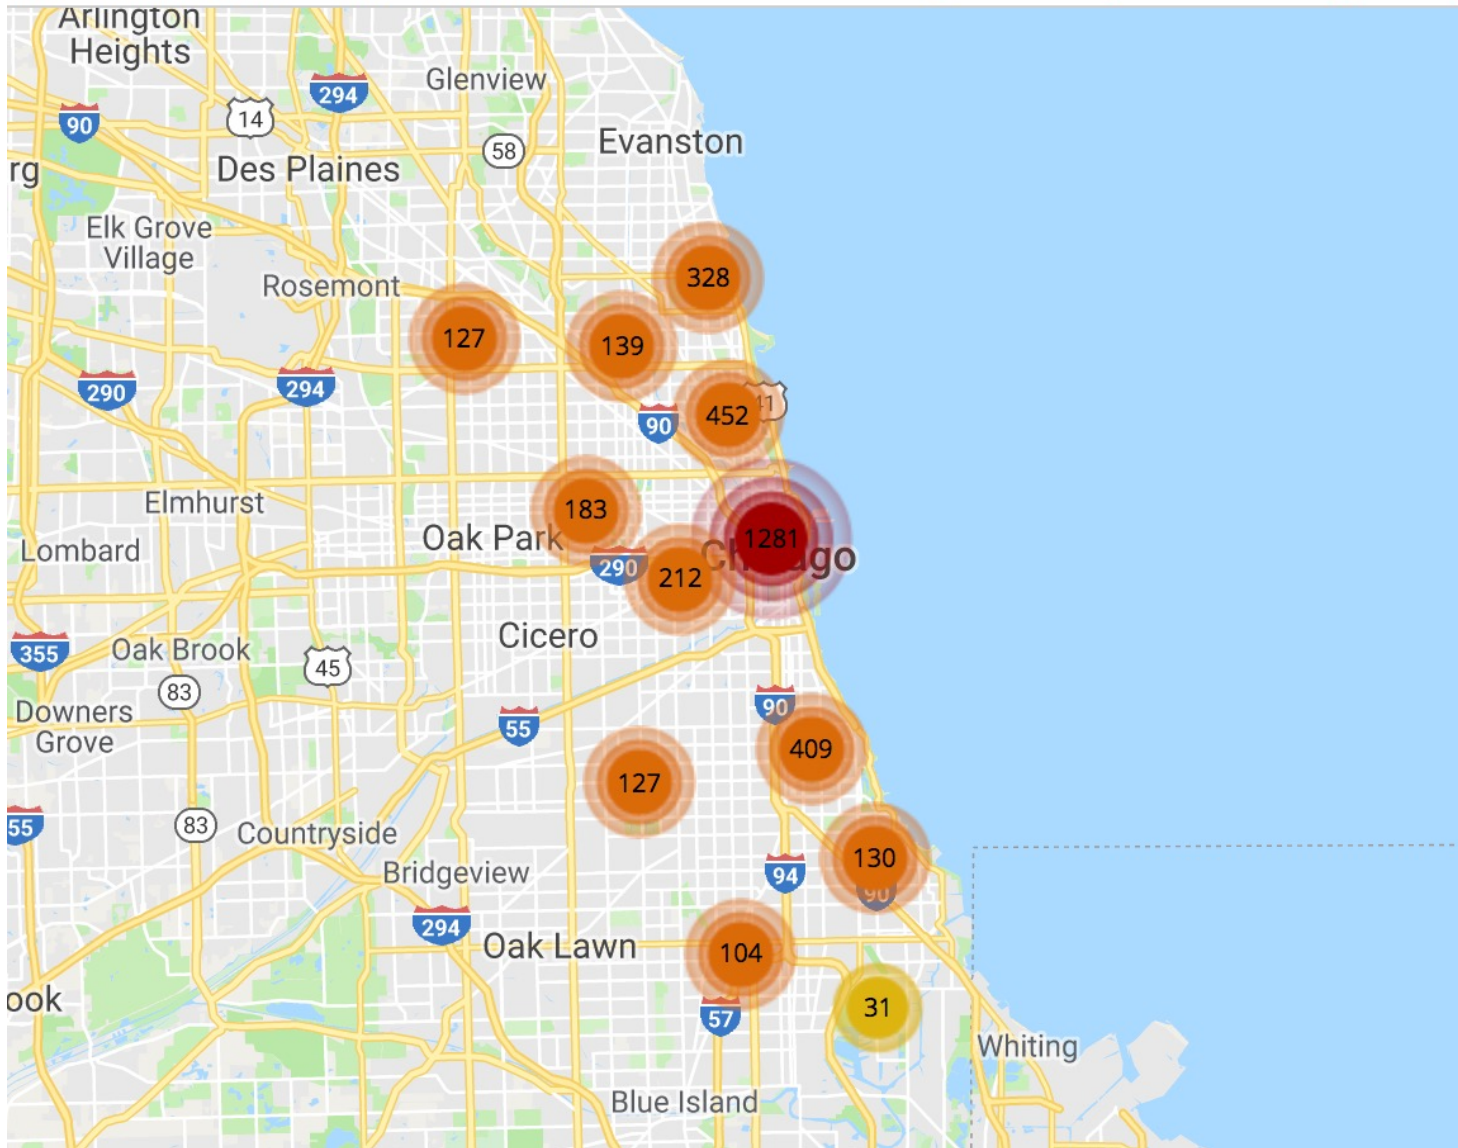 Arlington
Heights
Glenview
294
90
14
58
Evanston
rg
Des Plaines
Elk Grove
Village
Rosemont
328
127
139
290
294
452
41
90
Elmhurst
183
Lombard
Oak Park
1281
Chicago
290
212
Cicero
355
Oak Brook
45
83
Downers
Grove
55
90
409
127
55
83
Countryside
130
Bridgeview
94
90
294
Oak Lawn
104
ook
31
57
Whiting
Blue Island